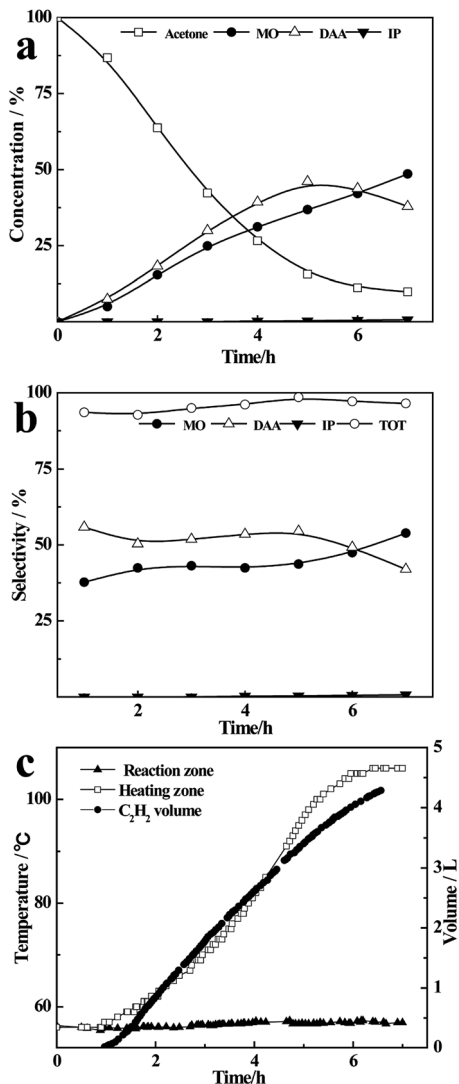 a
Acetone MO DAA IP
100
75
50
25
0 2 4 6
Concentration / %
Time/h
b
MO DAA IP TOT
100
75
50
25
2 4 6
Selectivity / %
Time/h
c
Reaction zone
Heating zone
C₂H₂ volume
100
80
60
5
4
3
2
1
0
0 2 4 6
Temperature /℃
Volume / L
Time/h